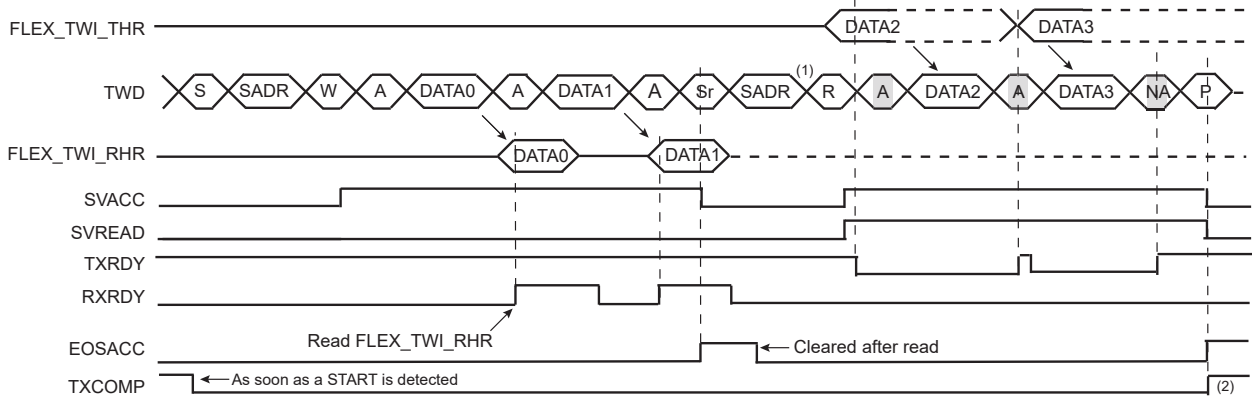 FLEX_TWI_THR DATA2 DATA3
(1)
TWD S SADR W A DATA0 A DATA1 A Sr SADR R A DATA2 A DATA3 NA P
FLEX_TWI_RHR DATA0 DATA1
SVACC
SVREAD
TXRDY
RXRDY
Read FLEX_TWI_RHR
EOSACC Cleared after read
TXCOMP As soon as a START is detected (2)